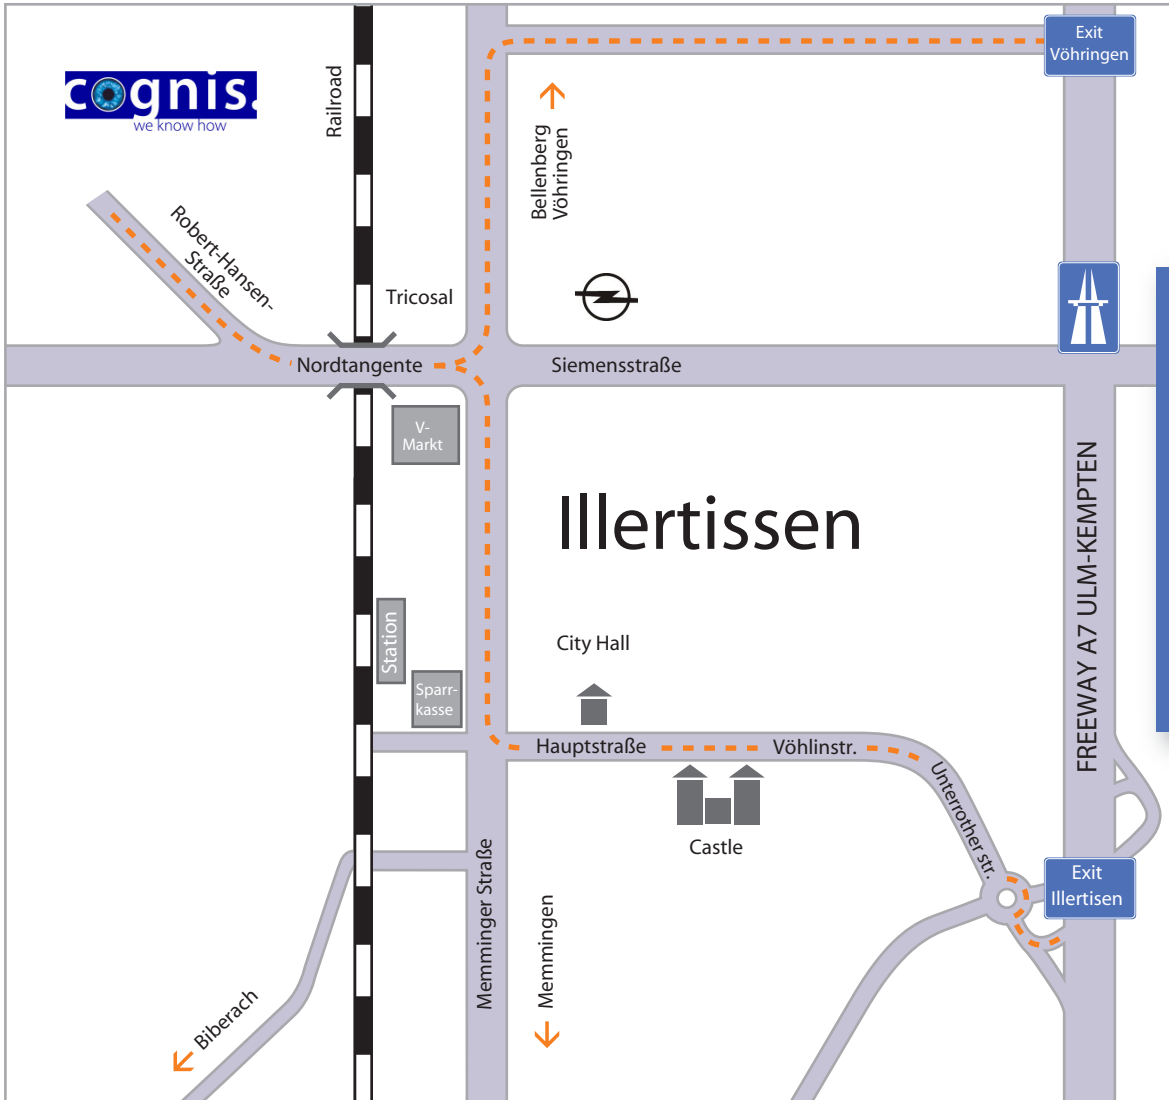 Exit
Vöhringen
cognis.
we know how
Railroad
Bellenberg
Vöhringen
Robert-Hansen-
Straße
Tricosal
Nordtangente
Siemensstraße
V-
Markt
Illertissen
FREEWAY A7 ULM-KEMPTEN
Station
City Hall
Sparr-
kasse
Hauptstraße
Vöhlinstr.
Unterrother str.
Castle
Memminger Straße
Exit
Illertisen
Memmingen
Biberach